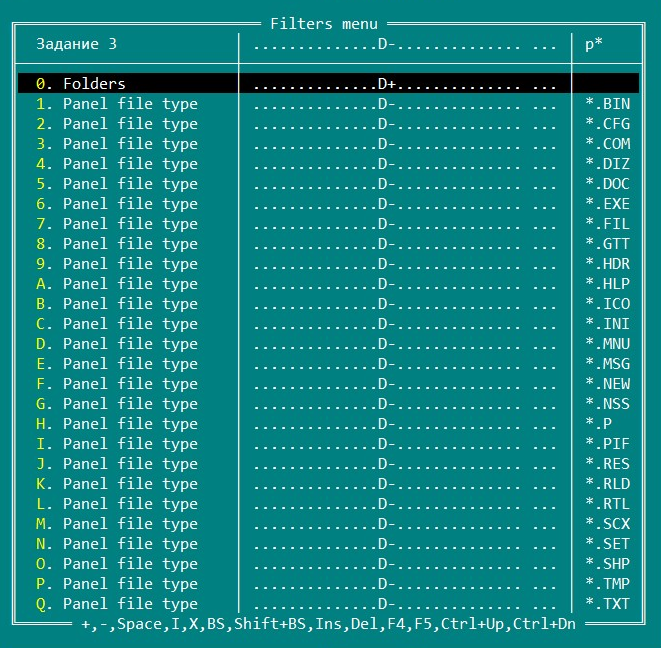 Filters menu
Задание 3 ..............D-.............. ... p*
0. Folders ..............D+.............. ...
1. Panel file type ..............D-.............. ... *.BIN
2. Panel file type ..............D-.............. ... *.CFG
3. Panel file type ..............D-.............. ... *.COM
4. Panel file type ..............D-.............. ... *.DIZ
5. Panel file type ..............D-.............. ... *.DOC
6. Panel file type ..............D-.............. ... *.EXE
7. Panel file type ..............D-.............. ... *.FIL
8. Panel file type ..............D-.............. ... *.GTT
9. Panel file type ..............D-.............. ... *.HDR
A. Panel file type ..............D-.............. ... *.HLP
B. Panel file type ..............D-.............. ... *.ICO
C. Panel file type ..............D-.............. ... *.INI
D. Panel file type ..............D-.............. ... *.MNU
E. Panel file type ..............D-.............. ... *.MSG
F. Panel file type ..............D-.............. ... *.NEW
G. Panel file type ..............D-.............. ... *.NSS
H. Panel file type ..............D-.............. ... *.P
I. Panel file type ..............D-.............. ... *.PIF
J. Panel file type ..............D-.............. ... *.RES
K. Panel file type ..............D-.............. ... *.RLD
L. Panel file type ..............D-.............. ... *.RTL
M. Panel file type ..............D-.............. ... *.SCX
N. Panel file type ..............D-.............. ... *.SET
O. Panel file type ..............D-.............. ... *.SHP
P. Panel file type ..............D-.............. ... *.TMP
Q. Panel file type ..............D-.............. ... *.TXT
+,-,Space,I,X,BS,Shift+BS,Ins,Del,F4,F5,Ctrl+Up,Ctrl+Dn